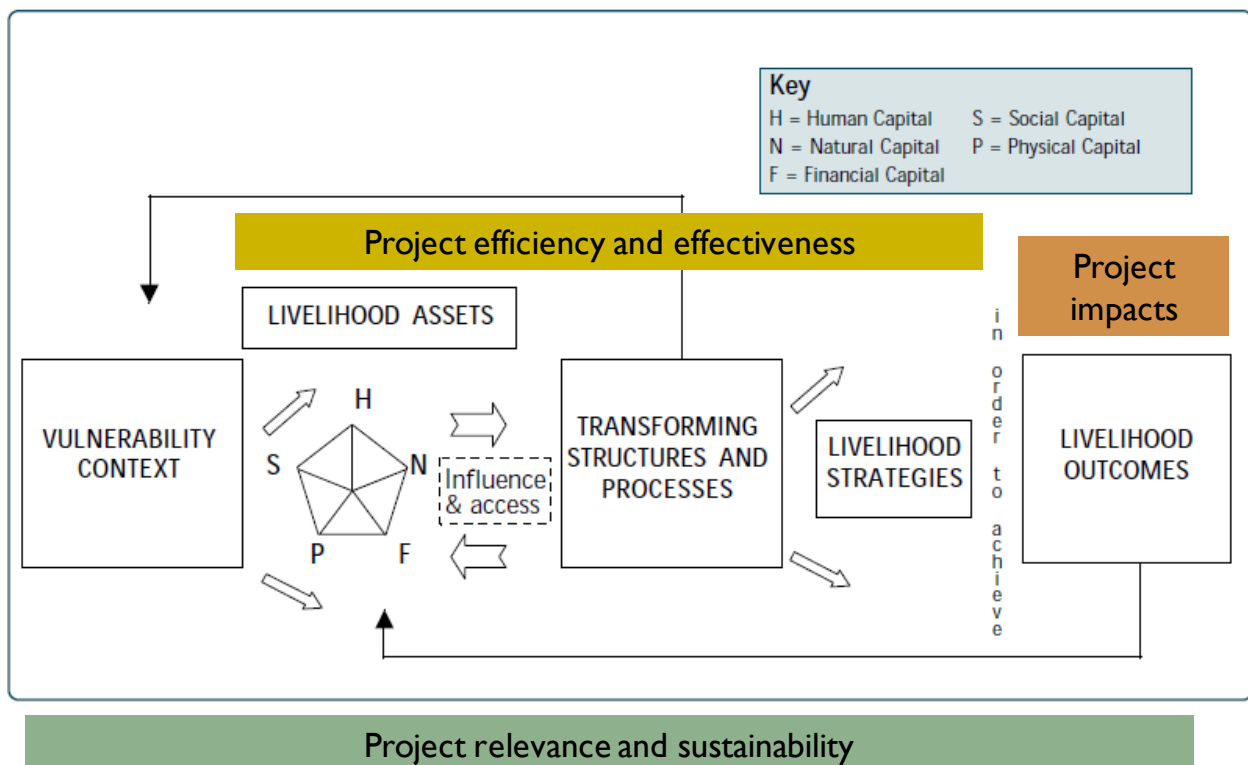 Key
H = Human Capital S = Social Capital
N = Natural Capital P = Physical Capital
F = Financial Capital
Project efficiency and effectiveness
Project
impacts
LIVELIHOOD ASSETS
VULNERABILITY
CONTEXT
H
S
N
P
F
Influence
& access
TRANSFORMING
STRUCTURES AND
PROCESSES
LIVELIHOOD
STRATEGIES
in order to achieve
LIVELIHOOD
OUTCOMES
Project relevance and sustainability